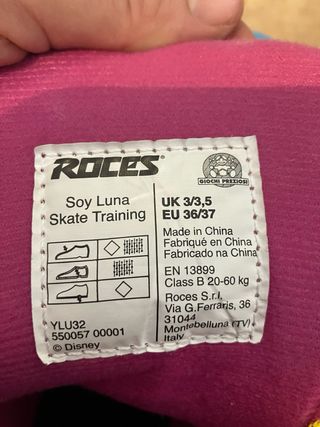 ROCES
Soy Luna
Skate Training
YLU32
550057 00001
© Disney
GIOCHI PREZIOSI
UK 3/3,5
EU 36/37
Made in China
Fabriqué en China
Fabricado na China
EN 13899
Class B 20-60 kg
Roces S.r.l.
Via G.Ferraris, 36
31044
Montebelluna (TV)
Italy